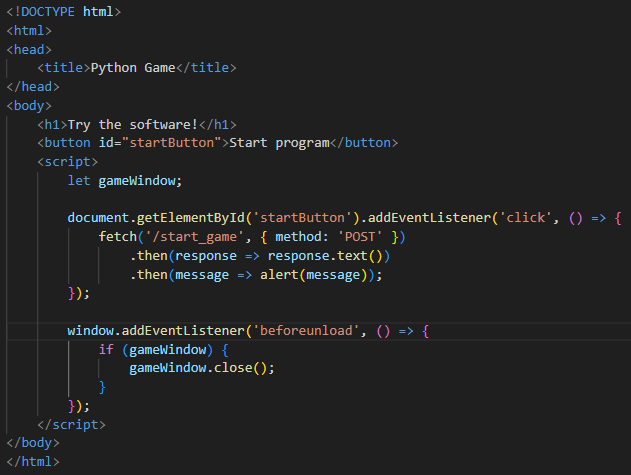 <!DOCTYPE html>
<html>
<head>
    <title>Python Game</title>
</head>
<body>
    <h1>Try the software!</h1>
    <button id="startButton">Start program</button>
    <script>
        let gameWindow;

        document.getElementById('startButton').addEventListener('click', () => {
            fetch('/start_game', { method: 'POST' })
                .then(response => response.text())
                .then(message => alert(message));
        });

        window.addEventListener('beforeunload', () => {
            if (gameWindow) {
                gameWindow.close();
            }
        });
    </script>
</body>
</html>